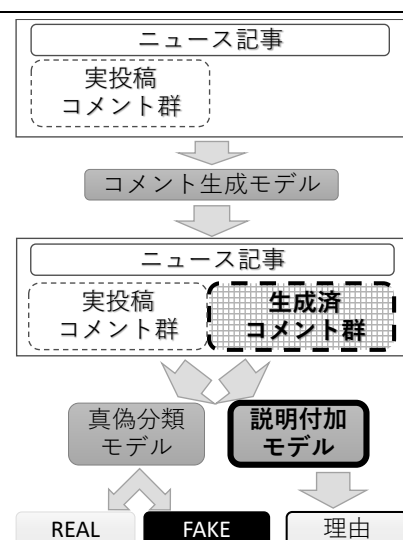 ニュース記事
実投稿
コメント群
コメント生成モデル
ニュース記事
実投稿
コメント群
生成済
コメント群
真偽分類
モデル
説明付加
モデル
REAL
FAKE
理由